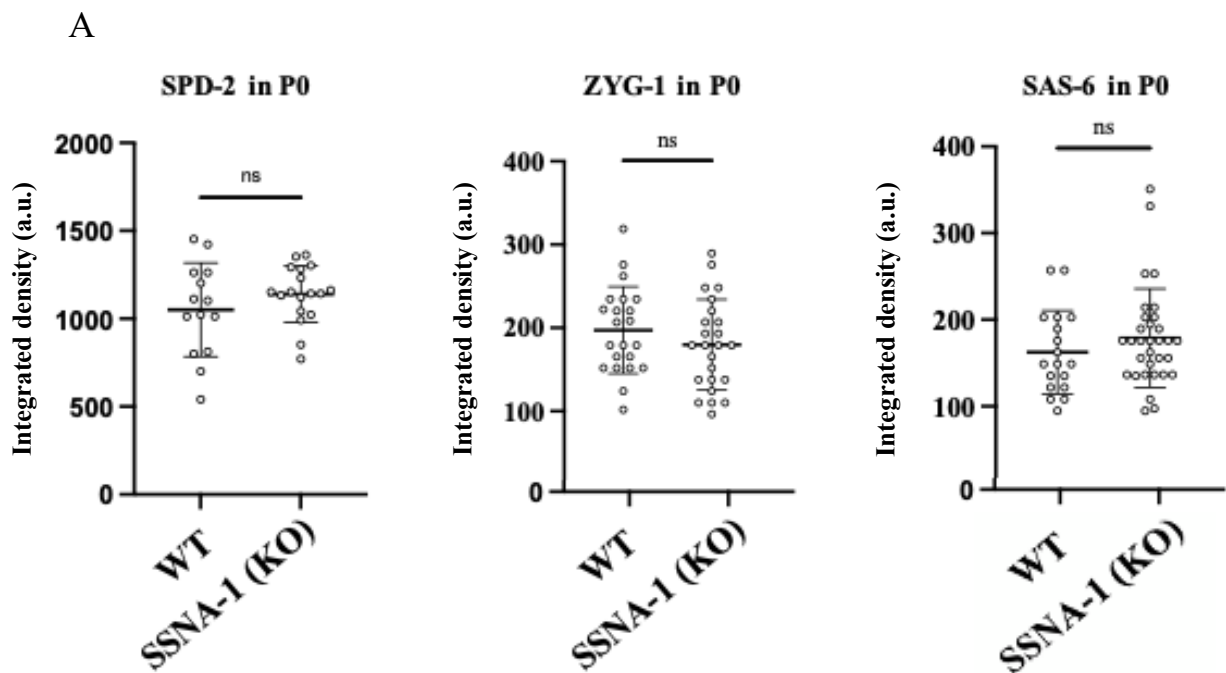 A
SPD-2 in P0
Integrated density (a.u.)
2000
1500
1000
500
0
ns
WT
SSNA-1 (KO)
ZYG-1 in P0
Integrated density (a.u.)
400
300
200
100
0
ns
WT
SSNA-1 (KO)
SAS-6 in P0
Integrated density (a.u.)
400
300
200
100
0
ns
WT
SSNA-1 (KO)